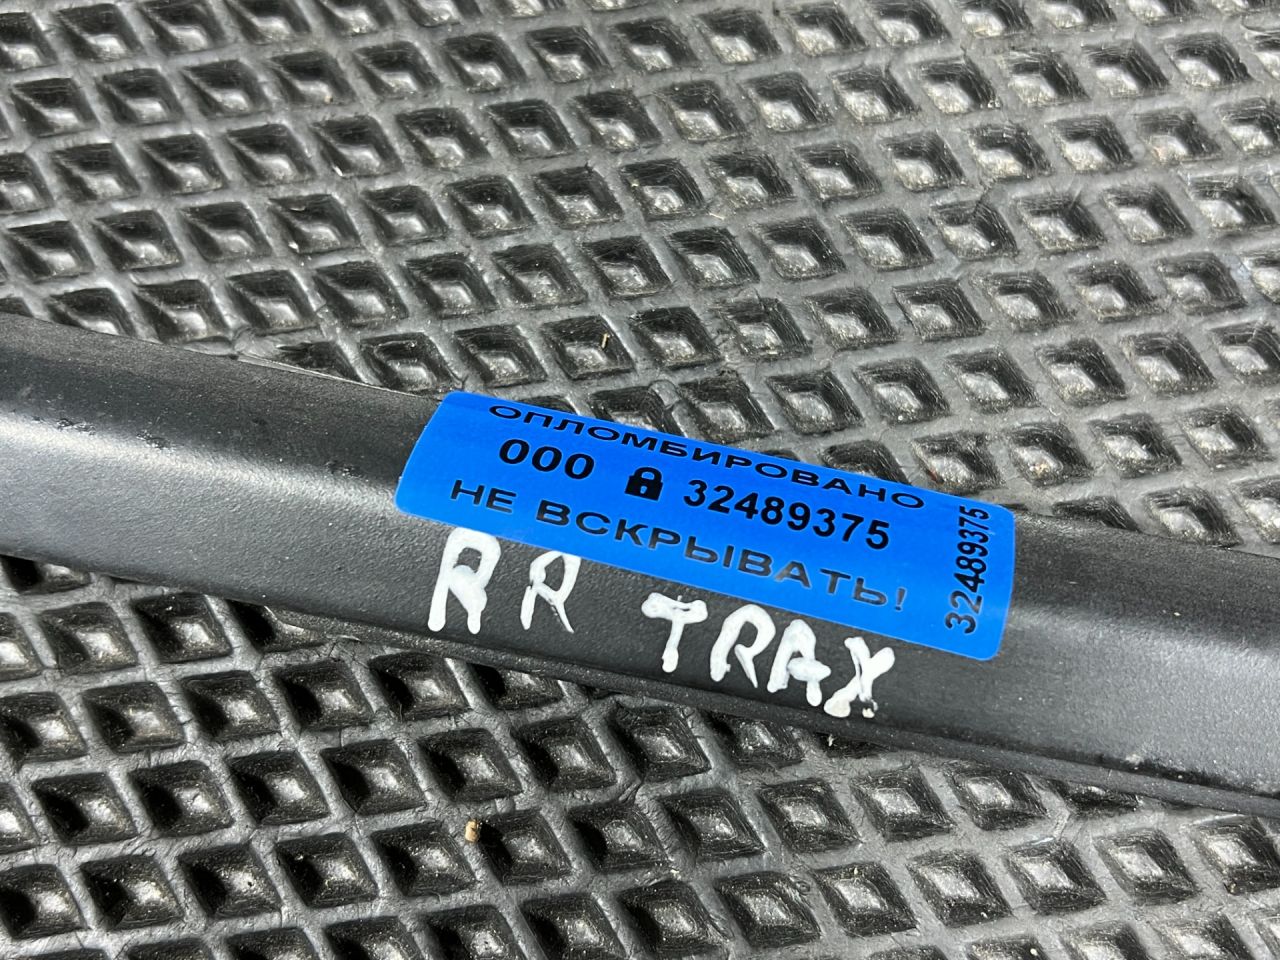 ОПЛОМБИРОВАНО
000 32489375
НЕ ВСКРЫВАТЬ!
32489375
RR TRAX